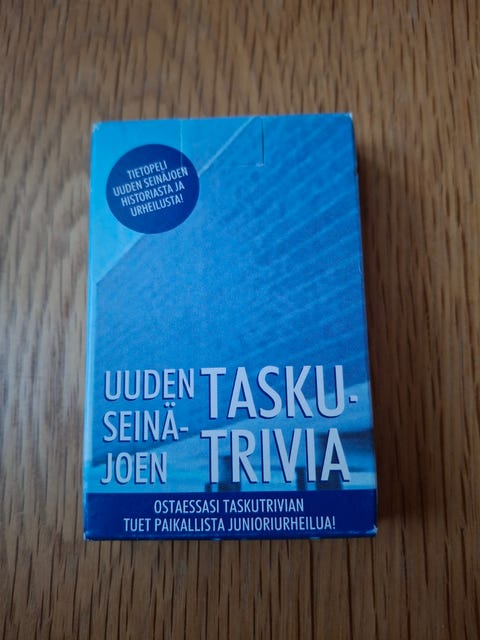 TIETOPELI
UUDEN SEINÄJOEN
HISTORIASTA JA
URHEILUSTA!
UUDEN
SEINÄ-
JOEN
TASKU-
TRIVIA
OSTAESSASI TASKUTRIVIAN
TUET PAIKALLISTA JUNIORIURHEILUA!